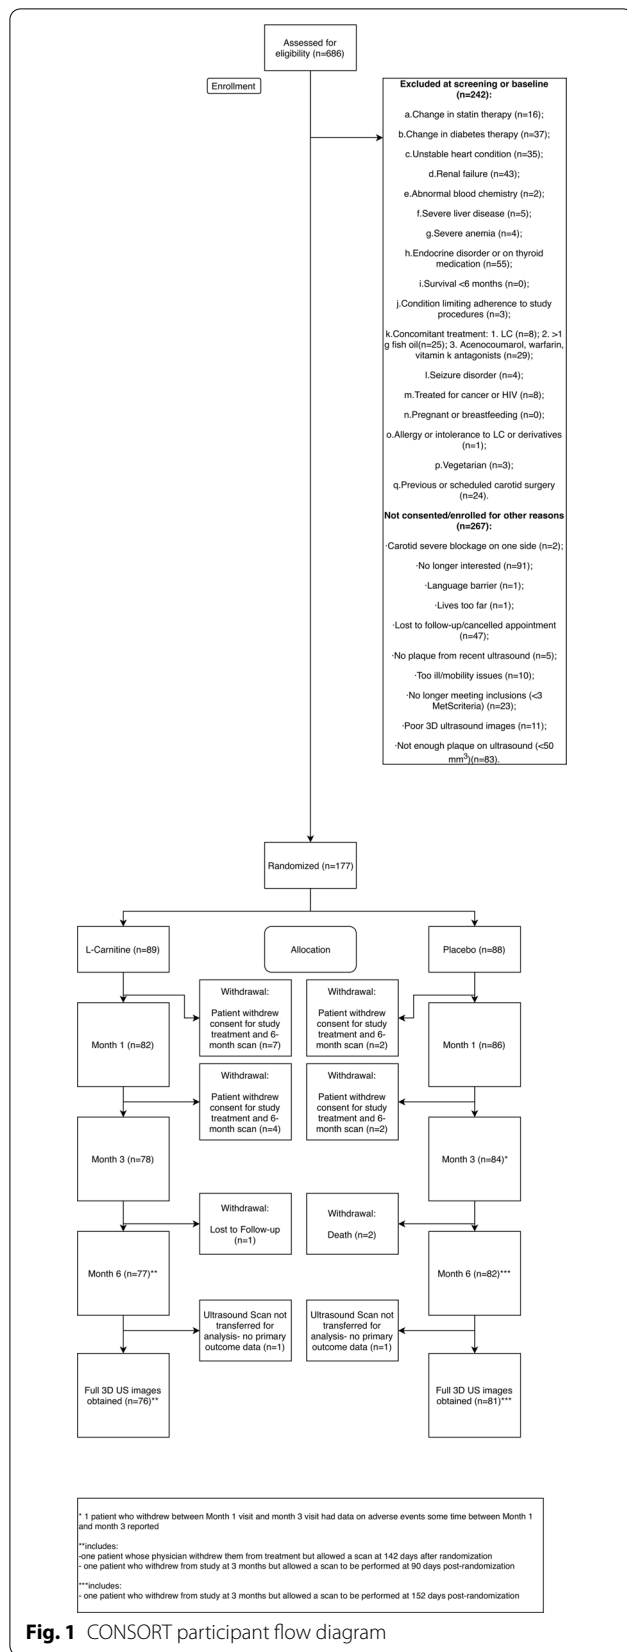 Assessed for
eligibility (n=686)
Enrollment
Excluded at screening or baseline
(n=242):
a.Change in statin therapy (n=16);
b.Change in diabetes therapy (n=37);
c.Unstable heart condition (n=35);
d.Renal failure (n=43);
e.Abnormal blood chemistry (n=2);
f.Severe liver disease (n=5);
g.Severe anemia (n=4);
h.Endocrine disorder or on thyroid
medication (n=55);
i.Survival <6 months (n=0);
j.Condition limiting adherence to study
procedures (n=3);
k.Concomitant treatment: 1. LC (n=8); 2. >1
g fish oil(n=25); 3. Acenocoumarol, warfarin,
vitamin k antagonists (n=29);
l.Seizure disorder (n=4);
m.Treated for cancer or HIV (n=8);
n.Pregnant or breastfeeding (n=0);
o.Allergy or intolerance to LC or derivatives
(n=1);
p.Vegetarian (n=3);
q.Previous or scheduled carotid surgery
(n=24).
Not consented/enrolled for other reasons
(n=267):
·Carotid severe blockage on one side (n=2);
·No longer interested (n=91);
·Language barrier (n=1);
·Lives too far (n=1);
·Lost to follow-up/cancelled appointment
(n=47);
·No plaque from recent ultrasound (n=5);
·Too ill/mobility issues (n=10);
·No longer meeting inclusions (<3
MetScriteria) (n=23);
·Poor 3D ultrasound images (n=11);
·Not enough plaque on ultrasound (<50
mm³)(n=83).
Randomized (n=177)
L-Carnitine (n=89)
Allocation
Placebo (n=88)
Withdrawal:
Patient withdrew
consent for study
treatment and 6-
month scan (n=7)
Withdrawal:
Patient withdrew
consent for study
treatment and 6-
month scan (n=2)
Month 1 (n=82)
Month 1 (n=86)
Withdrawal:
Patient withdrew
consent for study
treatment and 6-
month scan (n=4)
Withdrawal:
Patient withdrew
consent for study
treatment and 6-
month scan (n=2)
Month 3 (n=78)
Month 3 (n=84)*
Withdrawal:
Lost to Follow-up
(n=1)
Withdrawal:
Death (n=2)
Month 6 (n=77)**
Month 6 (n=82)***
Ultrasound Scan not
transferred for
analysis- no primary
outcome data (n=1)
Ultrasound Scan not
transferred for
analysis- no primary
outcome data (n=1)
Full 3D US images
obtained (n=76)**
Full 3D US images
obtained (n=81)***
* 1 patient who withdrew between Month 1 visit and month 3 visit had data on adverse events some time between Month 1
and month 3 reported
**includes:
-one patient whose physician withdrew them from treatment but allowed a scan at 142 days after randomization
- one patient who withdrew from study at 3 months but allowed a scan to be performed at 90 days post-randomization
***includes:
- one patient who withdrew from study at 3 months but allowed a scan to be performed at 152 days post-randomization
Fig. 1 CONSORT participant flow diagram